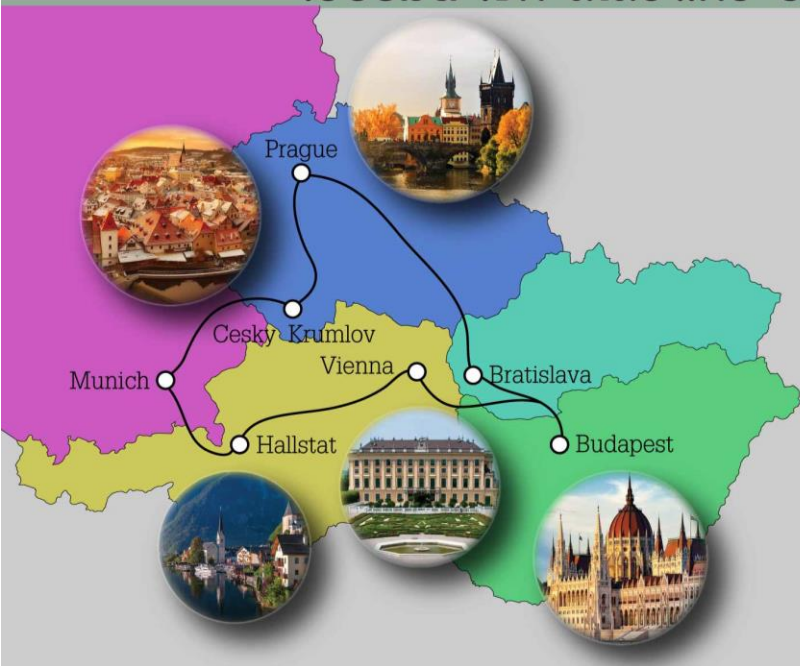 Prague
Cesky Krumlov
Vienna
Munich
Bratislava
Hallstat
Budapest